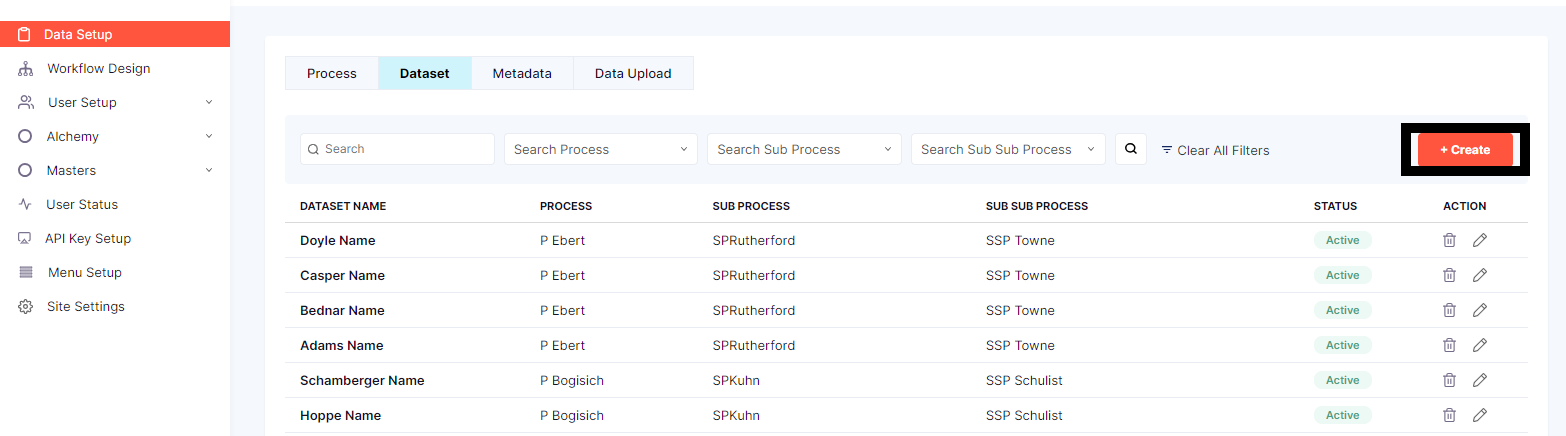 Data Setup
Workflow Design
User Setup
Alchemy
Masters
User Status
API Key Setup
Menu Setup
Site Settings
Process Dataset Metadata Data Upload
Search Search Process Search Sub Process Search Sub Sub Process Clear All Filters + Create
DATASET NAME PROCESS SUB PROCESS SUB SUB PROCESS STATUS ACTION
Doyle Name P Ebert SPRutherford SSP Towne Active
Casper Name P Ebert SPRutherford SSP Towne Active
Bednar Name P Ebert SPRutherford SSP Towne Active
Adams Name P Ebert SPRutherford SSP Towne Active
Schamberger Name P Bogisich SPKuhn SSP Schulist Active
Hoppe Name P Bogisich SPKuhn SSP Schulist Active